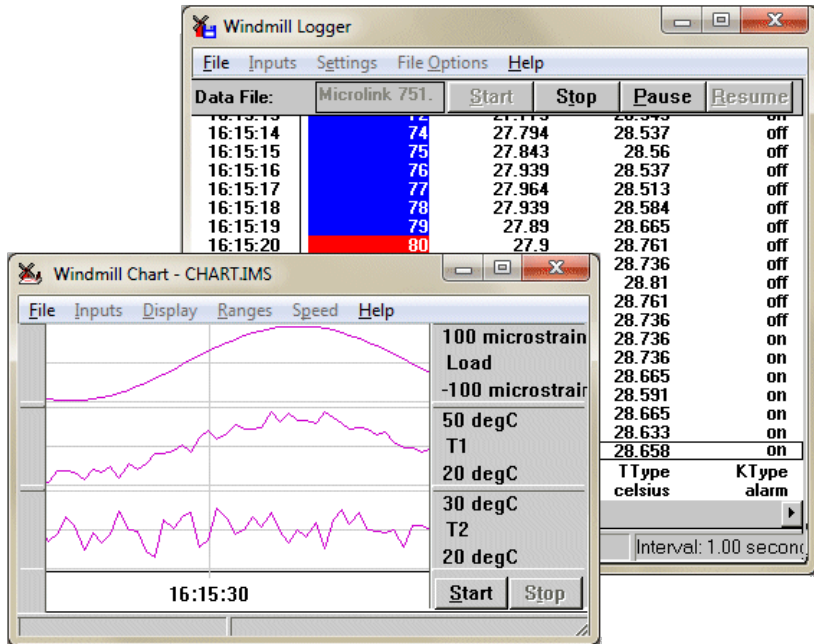 Windmill Logger
File Inputs Settings File Options Help
Data File: Microlink 751. Start Stop Pause Resume
16:15:14 74 27.794 28.537 off
16:15:15 75 27.843 28.56 off
16:15:16 76 27.939 28.537 off
16:15:17 77 27.964 28.513 off
16:15:18 78 27.939 28.584 off
16:15:19 79 27.89 28.665 off
16:15:20 80 27.9 28.761 off
28.736 off
28.81 off
28.761 off
28.736 off
28.736 on
28.736 on
28.665 on
28.591 on
28.665 on
28.633 on
28.658 on
TType KType
celsius alarm
Interval: 1.00 second
Windmill Chart - CHART.IMS
File Inputs Display Ranges Speed Help
100 microstrain
Load
-100 microstrain
50 degC
T1
20 degC
30 degC
T2
20 degC
16:15:30 Start Stop